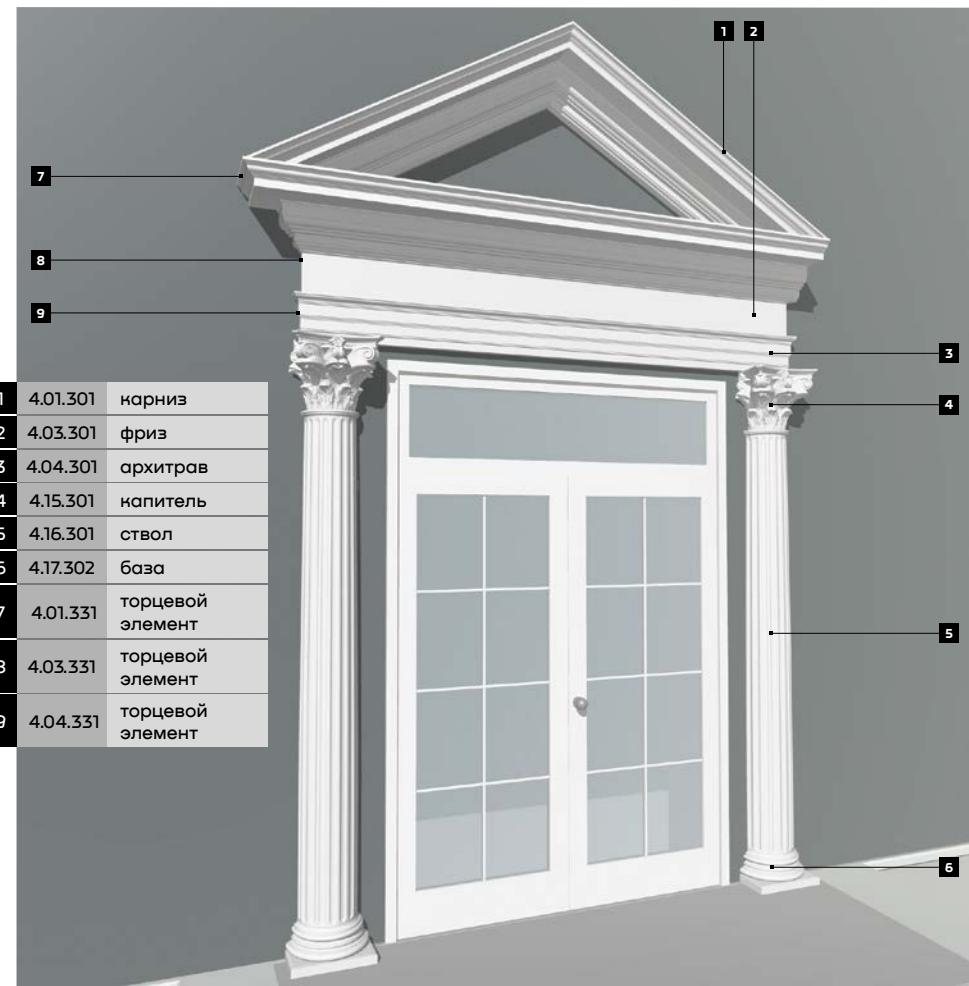 1 2
7
8
9
3
4
5
6
1 4.01.301 карниз
2 4.03.301 фриз
3 4.04.301 архитрав
4 4.15.301 капитель
5 4.16.301 ствол
6 4.17.302 база
7 4.01.331 торцевой
элемент
8 4.03.331 торцевой
элемент
9 4.04.331 торцевой
элемент